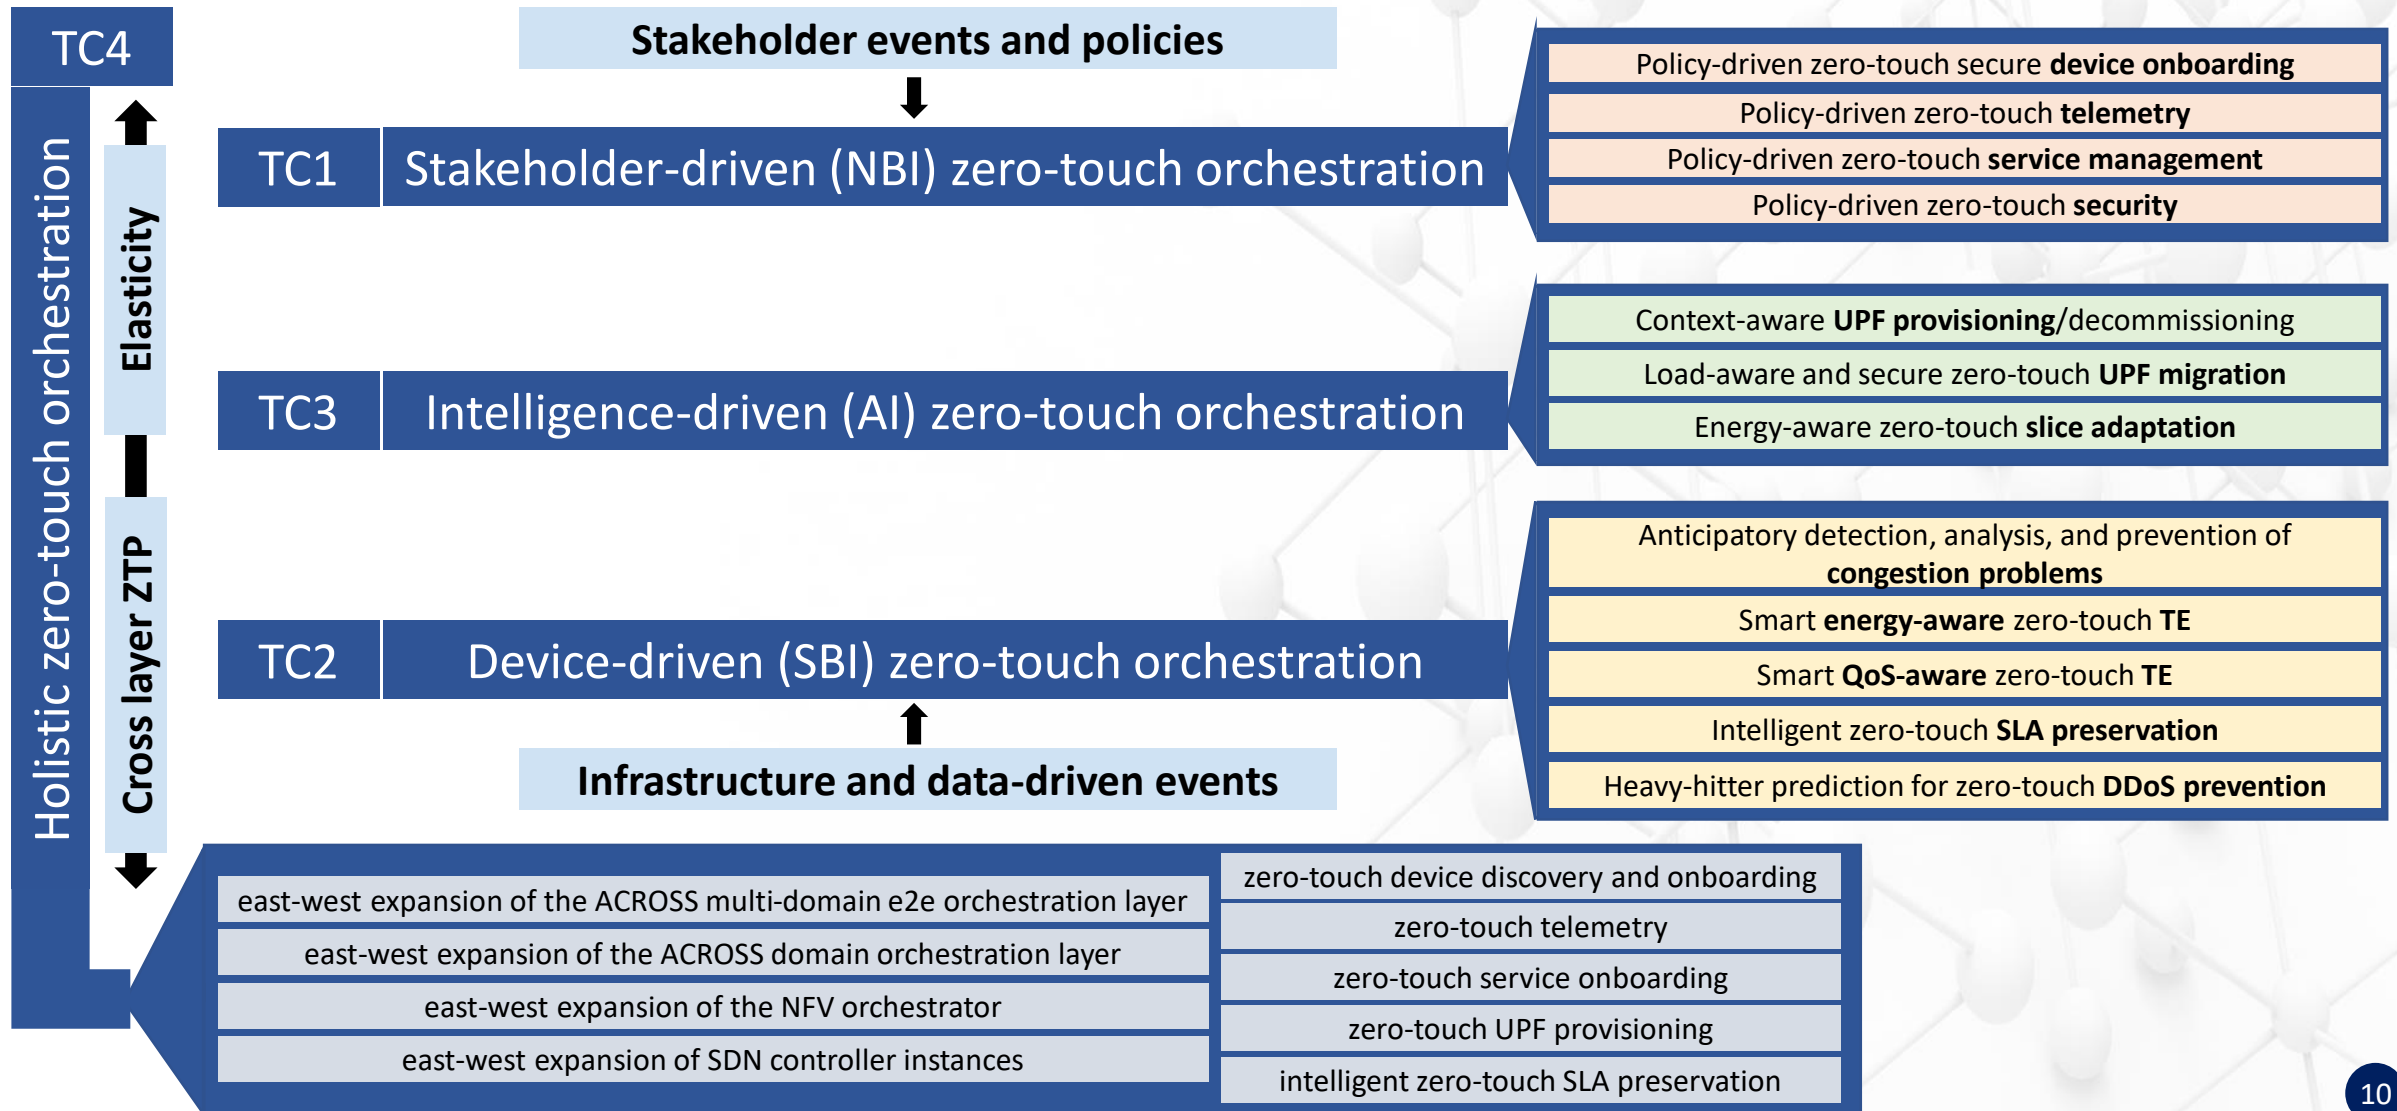 TC4
Holistic zero-touch orchestration
Elasticity
Cross layer ZTP
Stakeholder events and policies
TC1
Stakeholder-driven (NBI) zero-touch orchestration
Policy-driven zero-touch secure device onboarding
Policy-driven zero-touch telemetry
Policy-driven zero-touch service management
Policy-driven zero-touch security
TC3
Intelligence-driven (AI) zero-touch orchestration
Context-aware UPF provisioning/decommissioning
Load-aware and secure zero-touch UPF migration
Energy-aware zero-touch slice adaptation
TC2
Device-driven (SBI) zero-touch orchestration
Infrastructure and data-driven events
Anticipatory detection, analysis, and prevention of
congestion problems
Smart energy-aware zero-touch TE
Smart QoS-aware zero-touch TE
Intelligent zero-touch SLA preservation
Heavy-hitter prediction for zero-touch DDoS prevention
east-west expansion of the ACROSS multi-domain e2e orchestration layer
east-west expansion of the ACROSS domain orchestration layer
east-west expansion of the NFV orchestrator
east-west expansion of SDN controller instances
zero-touch device discovery and onboarding
zero-touch telemetry
zero-touch service onboarding
zero-touch UPF provisioning
intelligent zero-touch SLA preservation
10